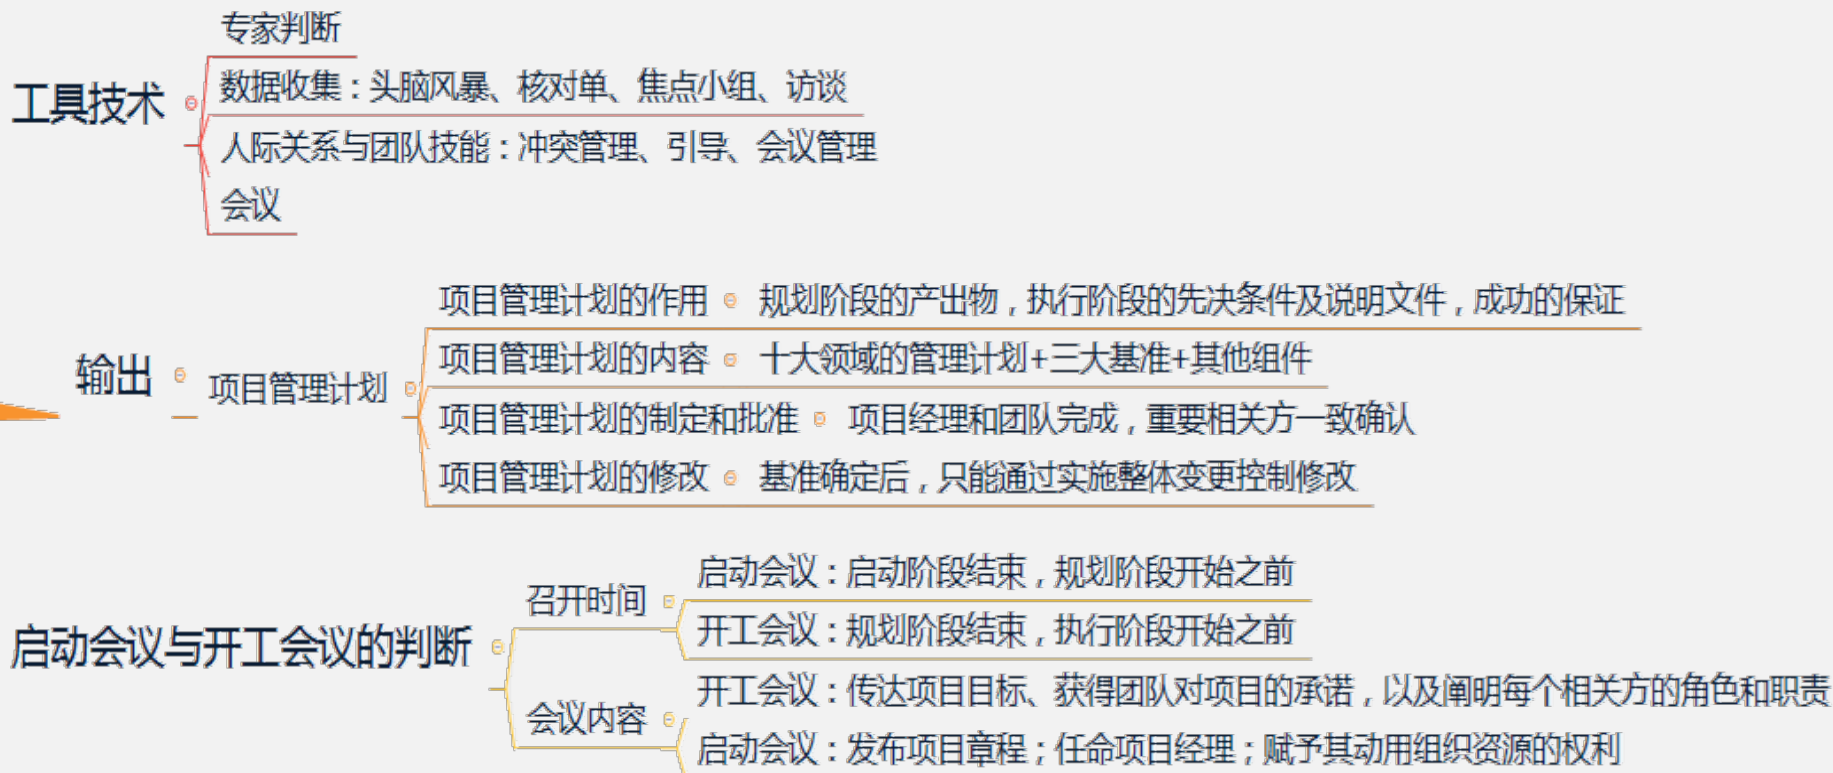 工具技术
专家判断
数据收集：头脑风暴、核对单、焦点小组、访谈
人际关系与团队技能：冲突管理、引导、会议管理
会议
输出
项目管理计划
项目管理计划的作用
规划阶段的产出物，执行阶段的先决条件及说明文件，成功的保证
项目管理计划的内容
十大领域的管理计划+三大基准+其他组件
项目管理计划的制定和批准
项目经理和团队完成，重要相关方一致确认
项目管理计划的修改
基准确定后，只能通过实施整体变更控制修改
启动会议与开工会议的判断
召开时间
启动会议：启动阶段结束，规划阶段开始之前
开工会议：规划阶段结束，执行阶段开始之前
会议内容
开工会议：传达项目目标、获得团队对项目的承诺，以及阐明每个相关方的角色和职责
启动会议：发布项目章程；任命项目经理；赋予其动用组织资源的权利